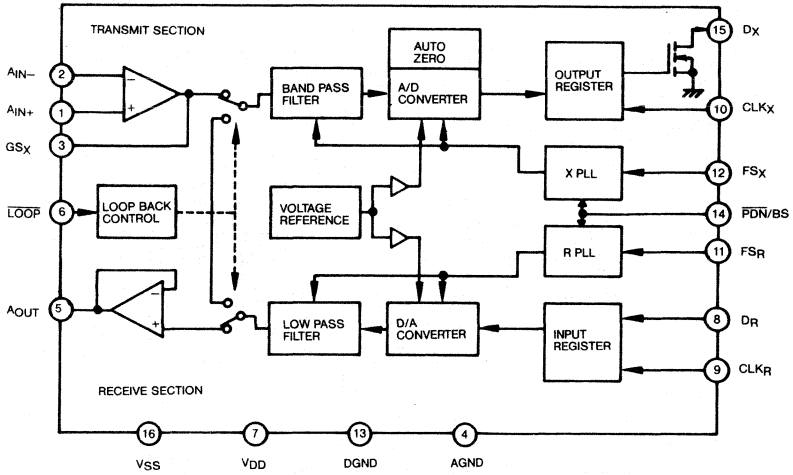 TRANSMIT SECTION
15
DX
AUTO
ZERO
AIN−
2
−
BAND PASS
FILTER
A/D
CONVERTER
OUTPUT
REGISTER
AIN+
1
+
10
CLKX
GSX
3
X PLL
12
FSX
LOOP
6
LOOP BACK
CONTROL
VOLTAGE
REFERENCE
14
PDN/BS
R PLL
11
FSR
AOUT
5
−
+
LOW PASS
FILTER
D/A
CONVERTER
INPUT
REGISTER
8
DR
9
CLKR
RECEIVE SECTION
16
7
13
4
VSS
VDD
DGND
AGND